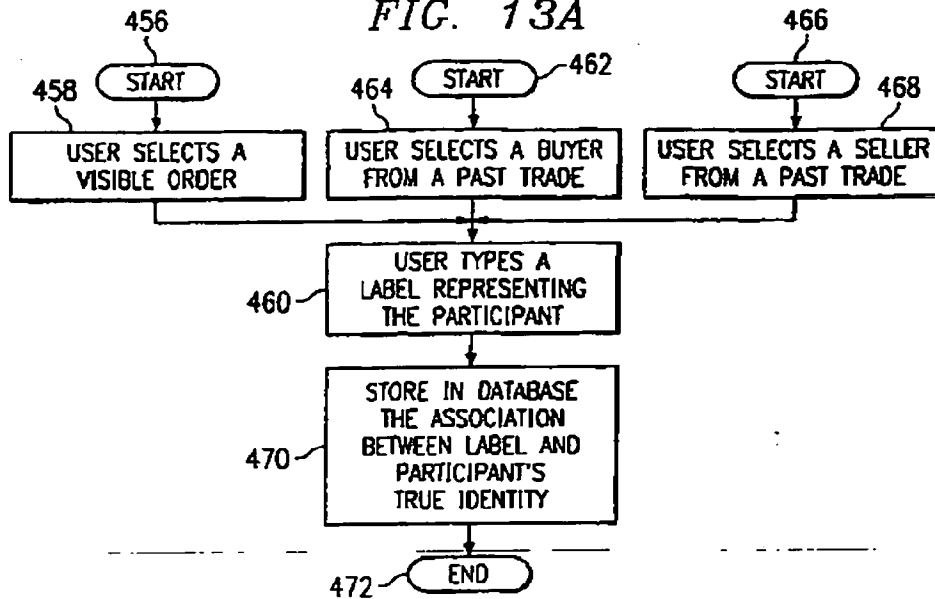 FIG. 13A
456
START
458
USER SELECTS A
VISIBLE ORDER
START
462
464
USER SELECTS A BUYER
FROM A PAST TRADE
466
START
468
USER SELECTS A SELLER
FROM A PAST TRADE
USER TYPES A
LABEL REPRESENTING
THE PARTICIPANT
460
STORE IN DATABASE
THE ASSOCIATION
BETWEEN LABEL AND
PARTICIPANT'S
TRUE IDENTITY
470
END
472